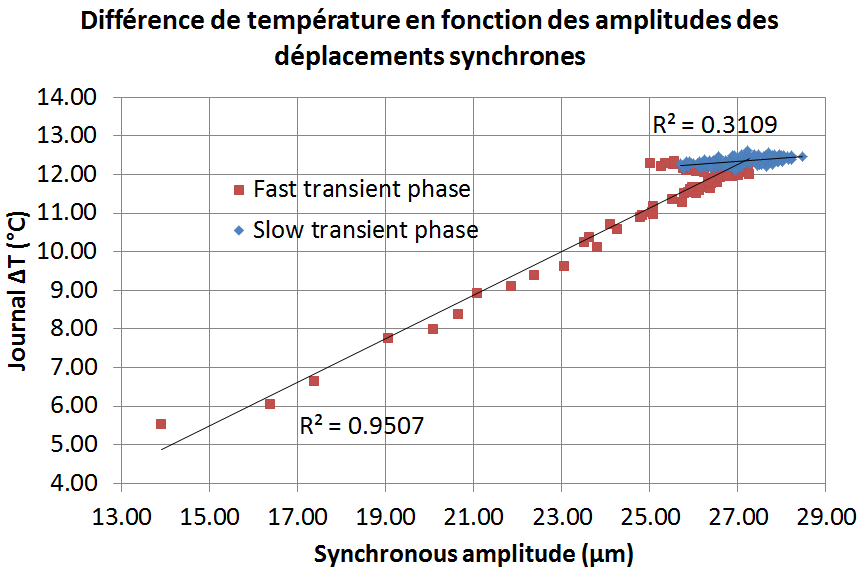 Différence de température en fonction des amplitudes des
déplacements synchrones
14.00
13.00
12.00
11.00
10.00
9.00
8.00
7.00
6.00
5.00
4.00
Journal ΔT (°C)
R² = 0.3109
Fast transient phase
Slow transient phase
R² = 0.9507
13.00 15.00 17.00 19.00 21.00 23.00 25.00 27.00 29.00
Synchronous amplitude (µm)